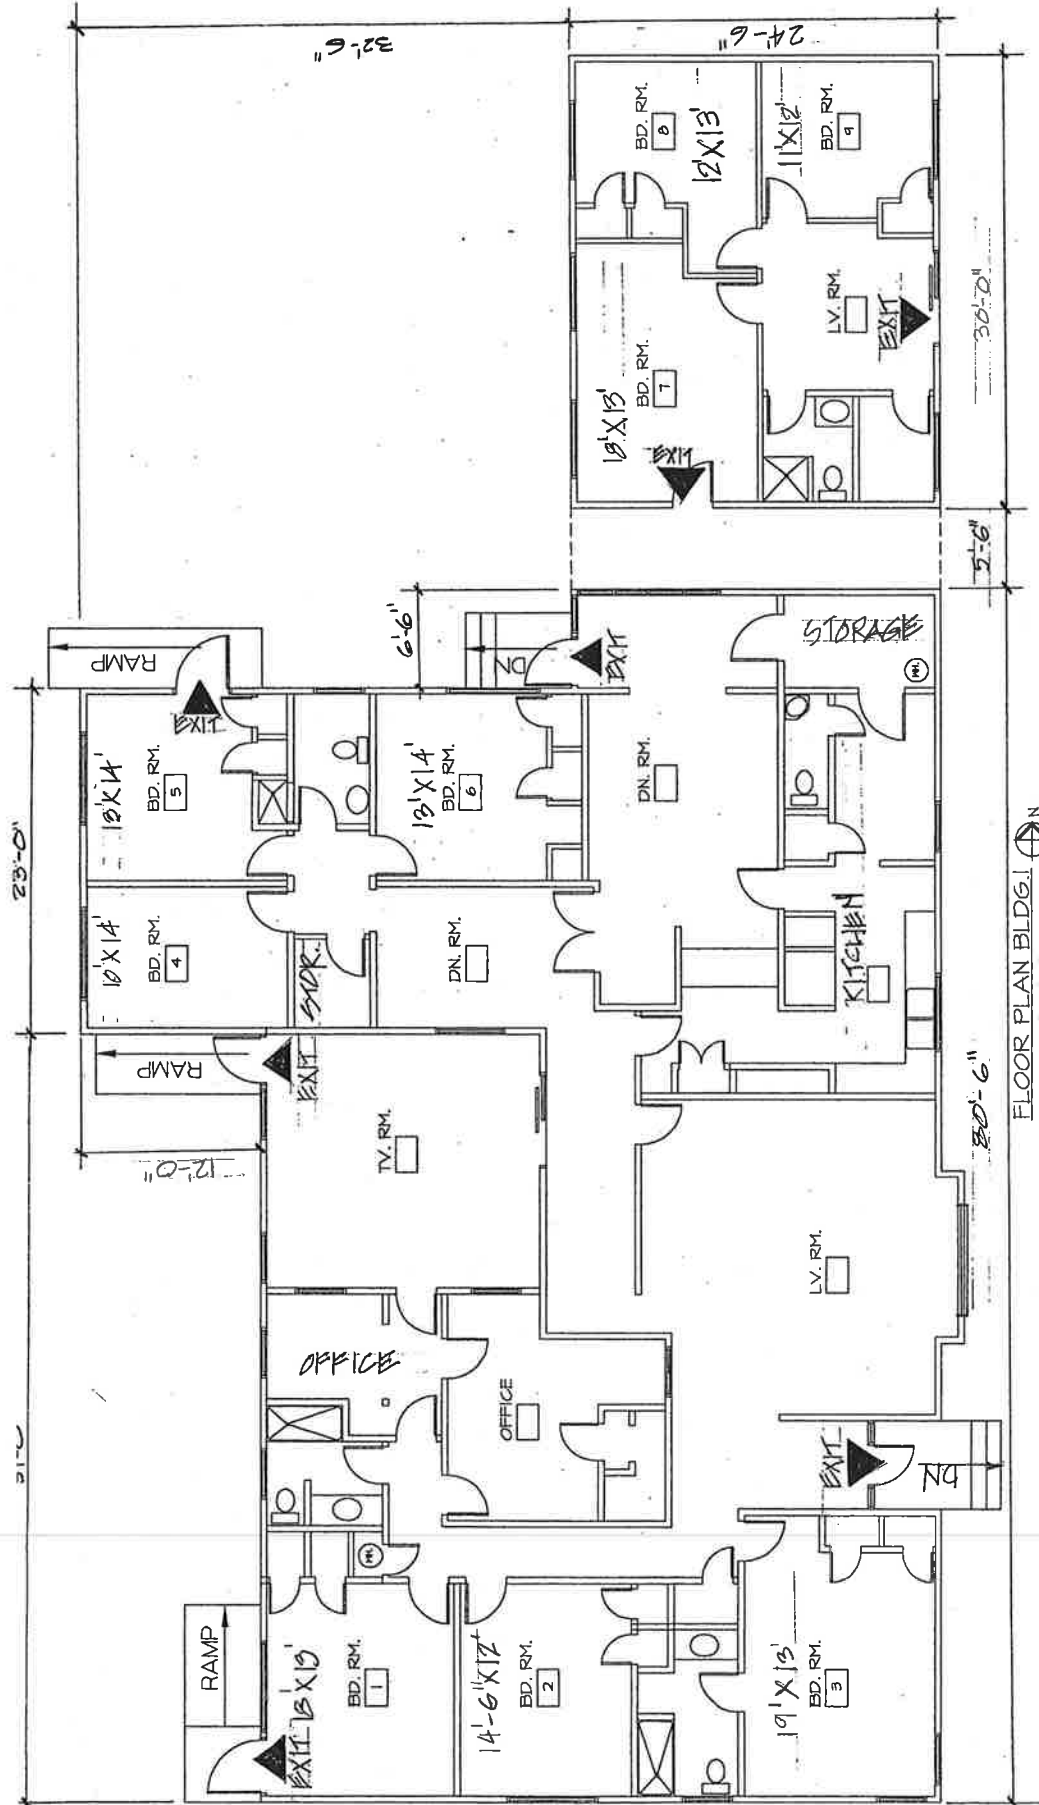 32'-6"
24'-6"
BD. RM.
8
12'X13'
11'X12'
BD. RM.
9
18'X13'
BD. RM.
7
EXIT
LV. RM.
EXIT
30'-0"
5'-6"
23'-0"
RAMP
EXIT
13'X14'
BD. RM.
5
10'X14'
BD. RM.
4
STOR.
6'-6"
DN
EXIT
13'X14'
BD. RM.
6
DN. RM.
DN. RM.
STORAGE
WH.
KITCHEN
RAMP
EXIT
12'-0"
TV. RM.
OFFICE
OFFICE
LV. RM.
80'-6"
EXIT
DN
WH.
RAMP
EXIT
BD. RM.
1
14'-6"X12'
BD. RM.
2
19'X13'
BD. RM.
3
FLOOR PLAN BLDG.1
N